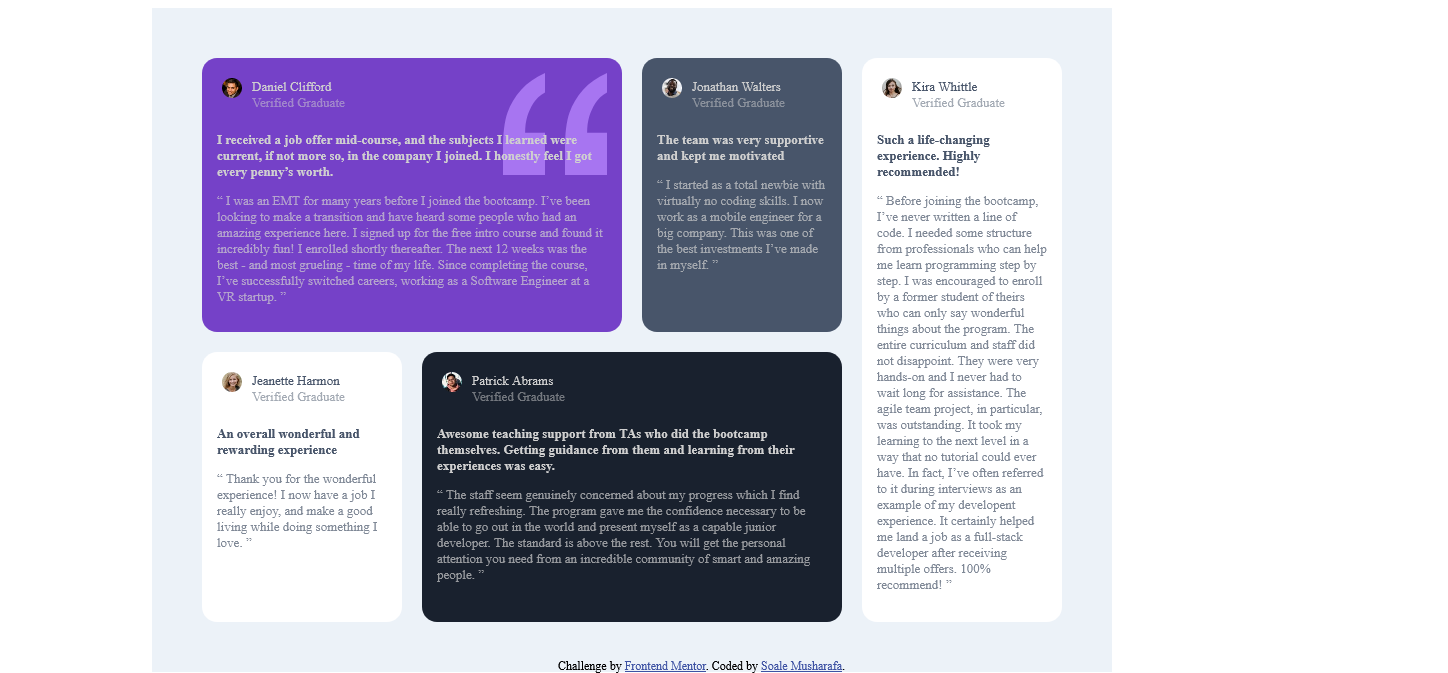 Daniel Clifford
Verified Graduate
I received a job offer mid-course, and the subjects I learned were
current, if not more so, in the company I joined. I honestly feel I got
every penny’s worth.
“ I was an EMT for many years before I joined the bootcamp. I’ve been
looking to make a transition and have heard some people who had an
amazing experience here. I signed up for the free intro course and found it
incredibly fun! I enrolled shortly thereafter. The next 12 weeks was the
best - and most grueling - time of my life. Since completing the course,
I’ve successfully switched careers, working as a Software Engineer at a
VR startup. ”
Jonathan Walters
Verified Graduate
The team was very supportive
and kept me motivated
“ I started as a total newbie with
virtually no coding skills. I now
work as a mobile engineer for a
big company. This was one of
the best investments I’ve made
in myself. ”
Kira Whittle
Verified Graduate
Such a life-changing
experience. Highly
recommended!
“ Before joining the bootcamp,
I’ve never written a line of
code. I needed some structure
from professionals who can help
me learn programming step by
step. I was encouraged to enroll
by a former student of theirs
who can only say wonderful
things about the program. The
entire curriculum and staff did
not disappoint. They were very
hands-on and I never had to
wait long for assistance. The
agile team project, in particular,
was outstanding. It took my
learning to the next level in a
way that no tutorial could ever
have. In fact, I’ve often referred
to it during interviews as an
example of my developent
experience. It certainly helped
me land a job as a full-stack
developer after receiving
multiple offers. 100%
recommend! ”
Jeanette Harmon
Verified Graduate
An overall wonderful and
rewarding experience
“ Thank you for the wonderful
experience! I now have a job I
really enjoy, and make a good
living while doing something I
love. ”
Patrick Abrams
Verified Graduate
Awesome teaching support from TAs who did the bootcamp
themselves. Getting guidance from them and learning from their
experiences was easy.
“ The staff seem genuinely concerned about my progress which I find
really refreshing. The program gave me the confidence necessary to be
able to go out in the world and present myself as a capable junior
developer. The standard is above the rest. You will get the personal
attention you need from an incredible community of smart and amazing
people. ”
Challenge by Frontend Mentor. Coded by Soale Musharafa.